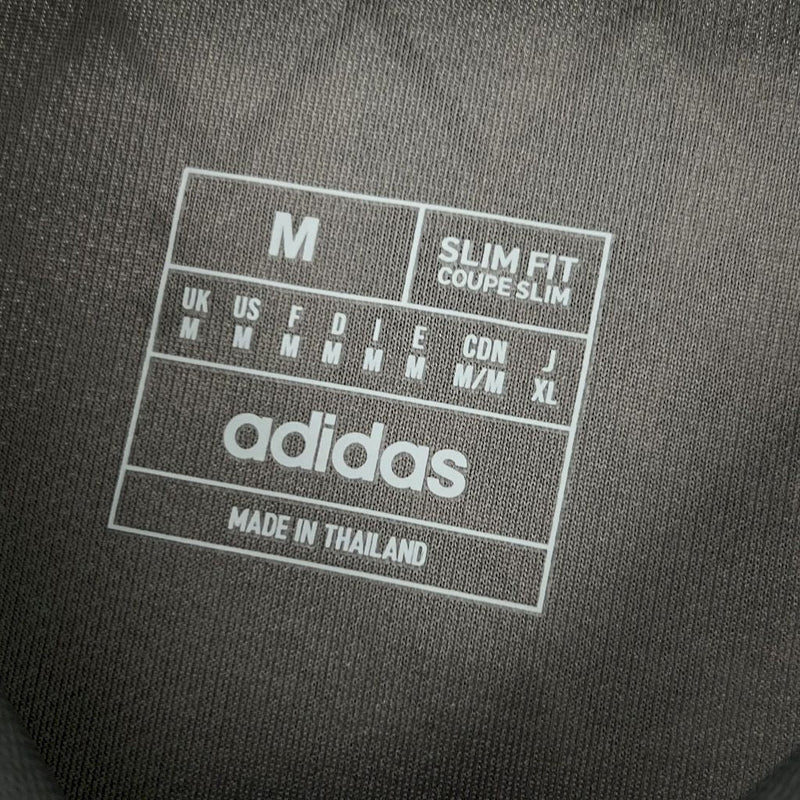 M
SLIM FIT
COUPE SLIM
UK US F D I E CDN J
M M M M M M M/M XL
adidas
MADE IN THAILAND